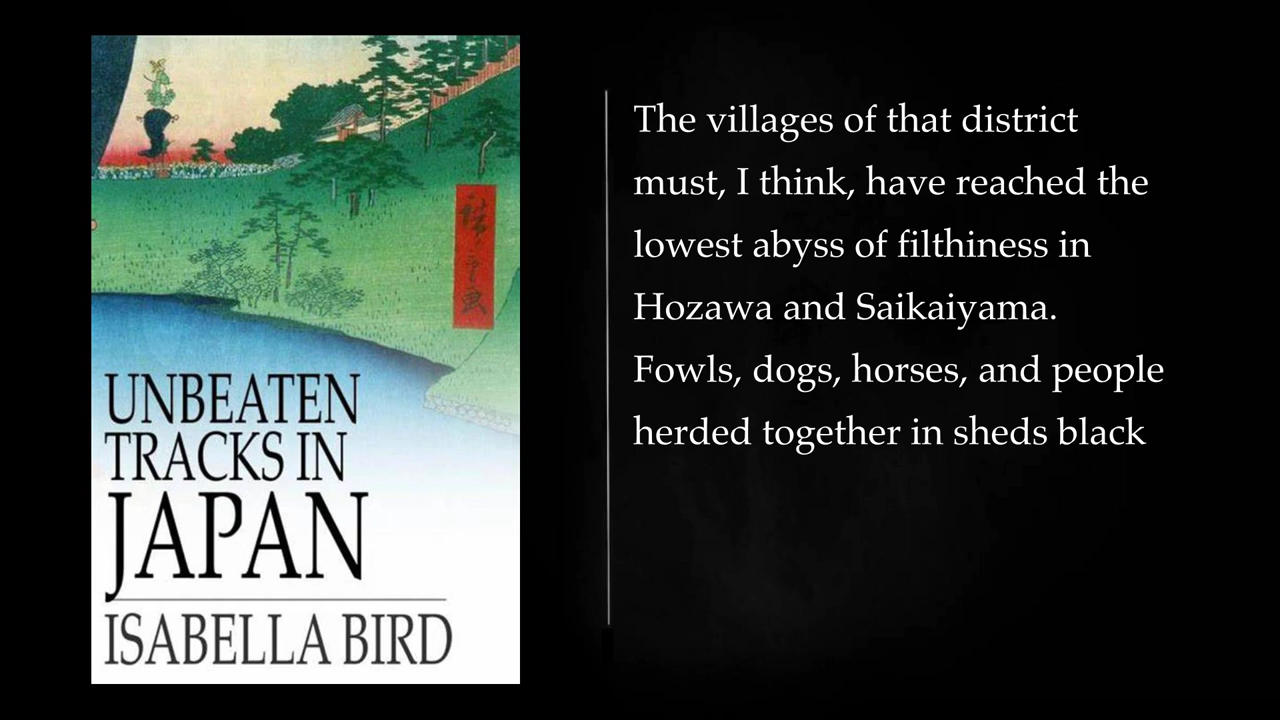 UNBEATEN
TRACKS IN
JAPAN
ISABELLA BIRD
The villages of that district
must, I think, have reached the
lowest abyss of filthiness in
Hozawa and Saikaiyama.
Fowls, dogs, horses, and people
herded together in sheds black